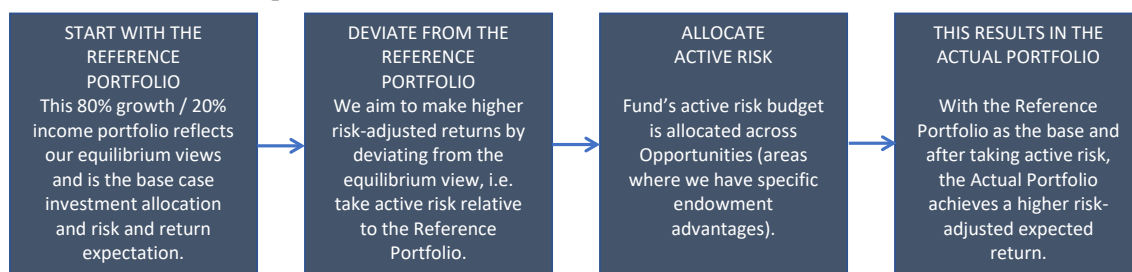 START WITH THE
REFERENCE
PORTFOLIO
This 80% growth / 20%
income portfolio reflects
our equilibrium views
and is the base case
investment allocation
and risk and return
expectation.
DEVIATE FROM THE
REFERENCE
PORTFOLIO
We aim to make higher
risk-adjusted returns by
deviating from the
equilibrium view, i.e.
take active risk relative
to the Reference
Portfolio.
ALLOCATE
ACTIVE RISK
Fund's active risk budget
is allocated across
Opportunities (areas
where we have specific
endowment
advantages).
THIS RESULTS IN THE
ACTUAL PORTFOLIO
With the Reference
Portfolio as the base and
after taking active risk,
the Actual Portfolio
achieves a higher risk-
adjusted expected
return.